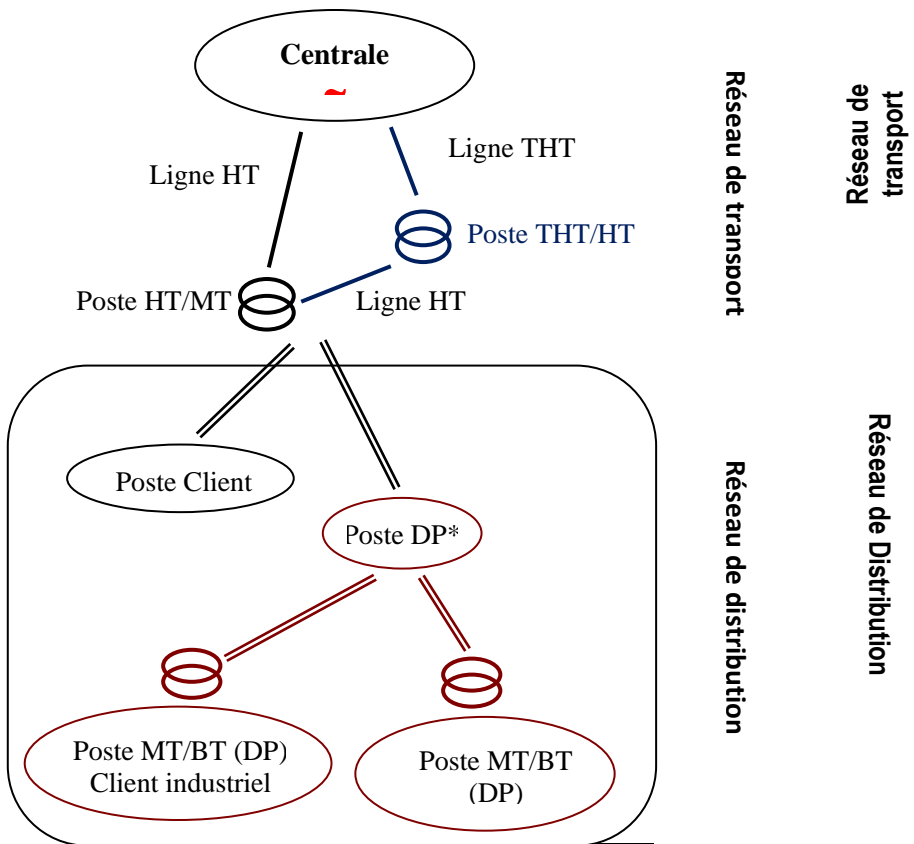 Centrale
~
Ligne HT
Ligne THT
Poste THT/HT
Poste HT/MT
Ligne HT
Poste Client
Poste DP*
Poste MT/BT (DP)
Client industriel
Poste MT/BT
(DP)
Réseau de transport
Réseau de
transport
Réseau de distribution
Réseau de Distribution